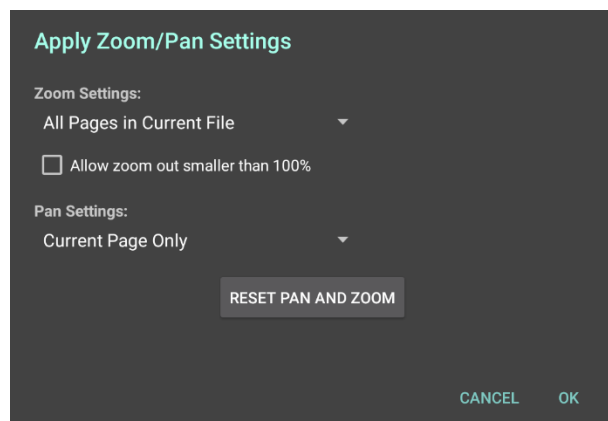 Apply Zoom/Pan Settings
Zoom Settings:
All Pages in Current File
Allow zoom out smaller than 100%
Pan Settings:
Current Page Only
RESET PAN AND ZOOM
CANCEL OK